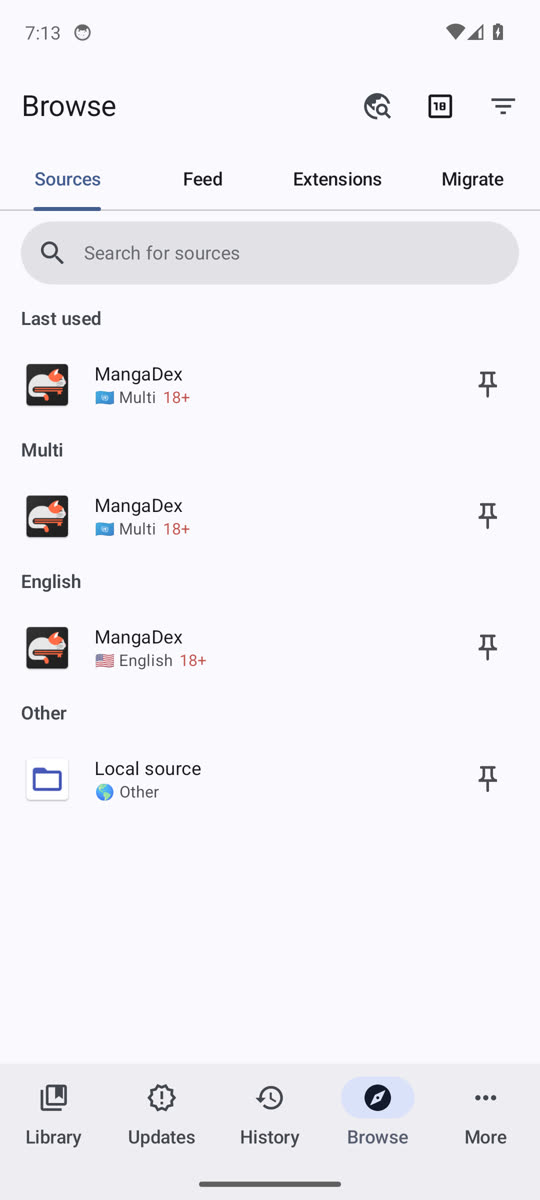 7:13
Browse
18
Sources
Feed
Extensions
Migrate
Search for sources
Last used
MangaDex
Multi 18+
Multi
MangaDex
Multi 18+
English
MangaDex
English 18+
Other
Local source
Other
Library
Updates
History
Browse
More